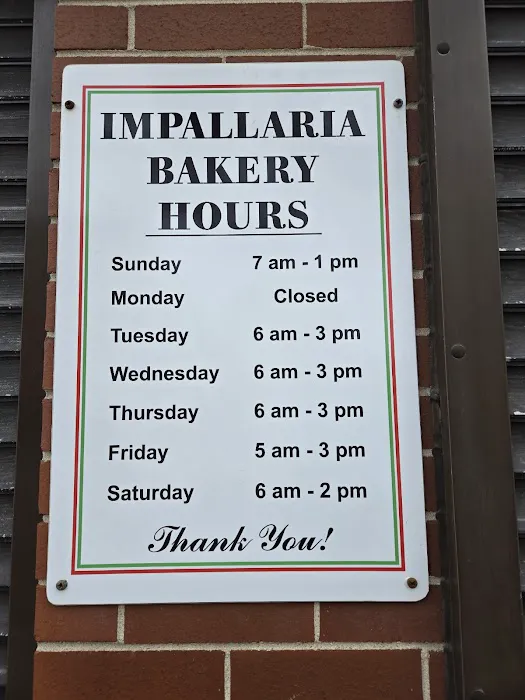 IMPALLARIA
BAKERY
HOURS
Sunday 7 am - 1 pm
Monday Closed
Tuesday 6 am - 3 pm
Wednesday 6 am - 3 pm
Thursday 6 am - 3 pm
Friday 5 am - 3 pm
Saturday 6 am - 2 pm
Thank You!